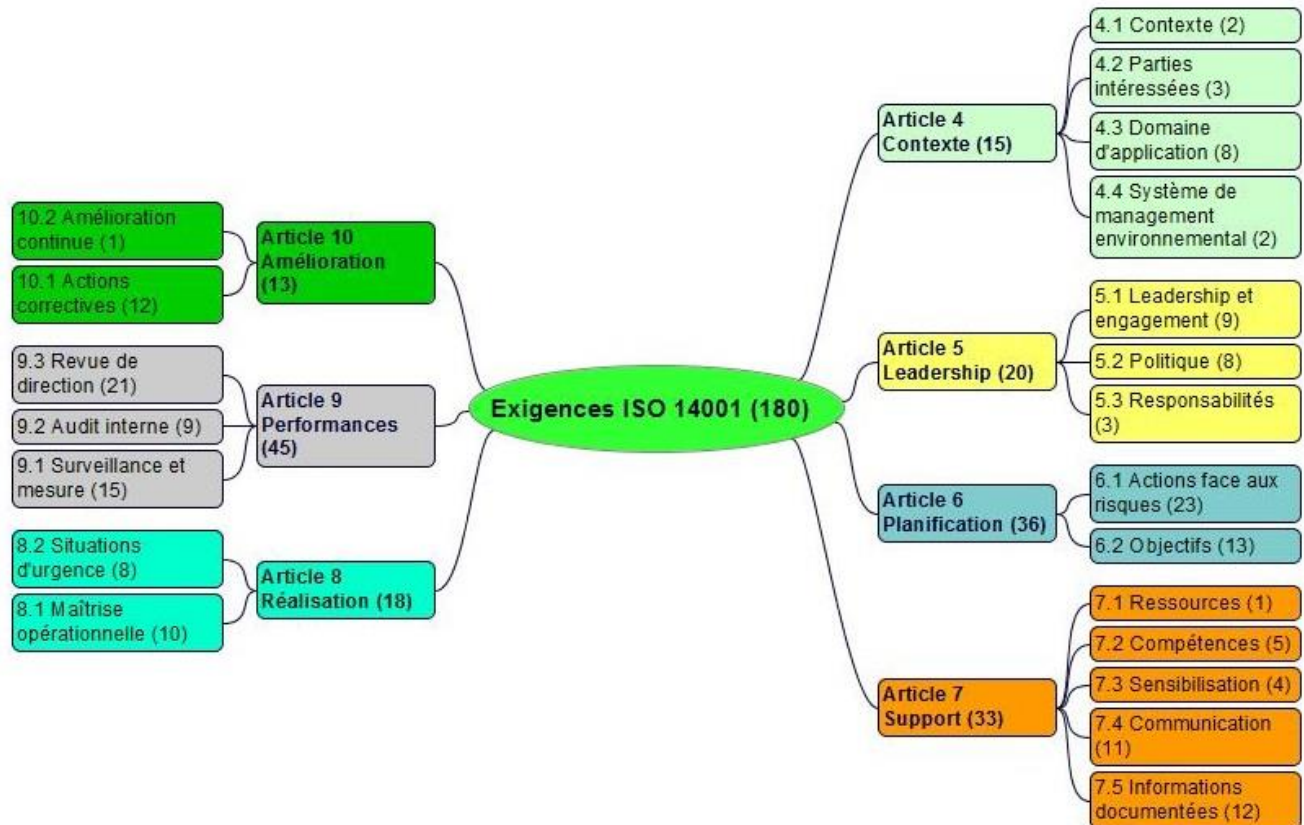 Exigences ISO 14001 (180)
Article 4
Contexte (15)
4.1 Contexte (2)
4.2 Parties
intéressées (3)
4.3 Domaine
d'application (8)
4.4 Système de
management
environnemental (2)
Article 5
Leadership (20)
5.1 Leadership et
engagement (9)
5.2 Politique (8)
5.3 Responsabilités
(3)
Article 6
Planification (36)
6.1 Actions face aux
risques (23)
6.2 Objectifs (13)
Article 7
Support (33)
7.1 Ressources (1)
7.2 Compétences (5)
7.3 Sensibilisation (4)
7.4 Communication
(11)
7.5 Informations
documentées (12)
Article 8
Réalisation (18)
8.2 Situations
d'urgence (8)
8.1 Maîtrise
opérationnelle (10)
Article 9
Performances
(45)
9.3 Revue de
direction (21)
9.2 Audit interne (9)
9.1 Surveillance et
mesure (15)
Article 10
Amélioration
(13)
10.2 Amélioration
continue (1)
10.1 Actions
correctives (12)